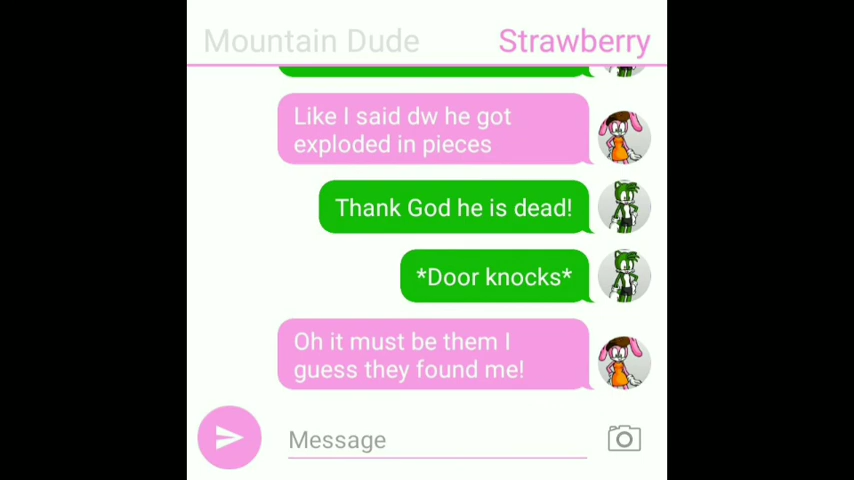 Mountain Dude
Strawberry
Like I said dw he got
exploded in pieces
Thank God he is dead!
*Door knocks*
Oh it must be them I
guess they found me!
Message